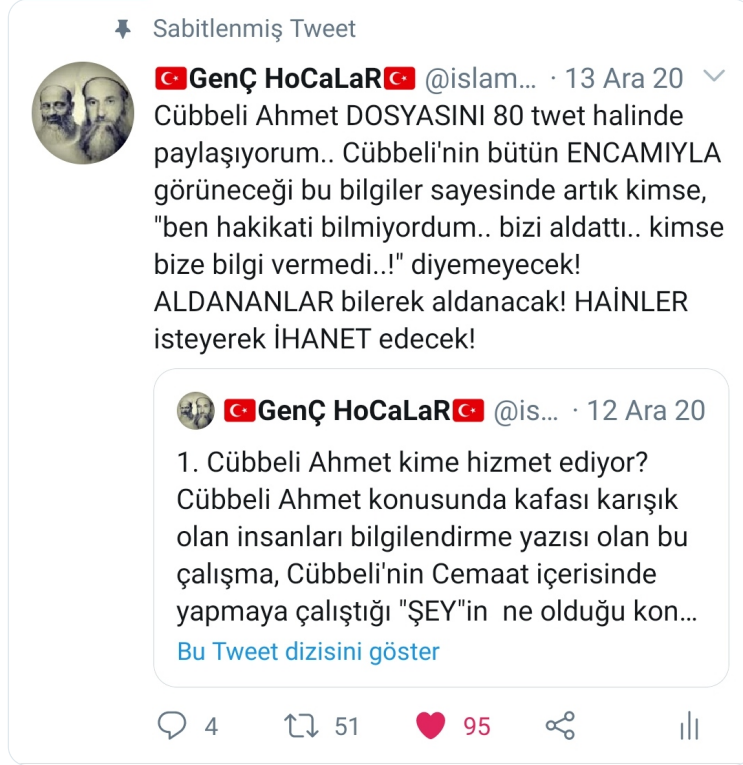 Sabitlenmiş Tweet
🇹🇷GenÇ HoCaLaR🇹🇷 @islam... · 13 Ara 20
Cübbeli Ahmet DOSYASINI 80 twet halinde
paylaşıyorum.. Cübbeli'nin bütün ENCAMIYLA
görüneceği bu bilgiler sayesinde artık kimse,
"ben hakikati bilmiyordum.. bizi aldattı.. kimse
bize bilgi vermedi..!" diyemeyecek!
ALDANANLAR bilerek aldanacak! HAİNLER
isteyerek İHANET edecek!
🇹🇷GenÇ HoCaLaR🇹🇷 @is... · 12 Ara 20
1. Cübbeli Ahmet kime hizmet ediyor?
Cübbeli Ahmet konusunda kafası karışık
olan insanları bilgilendirme yazısı olan bu
çalışma, Cübbeli'nin Cemaat içerisinde
yapmaya çalıştığı "ŞEY"in  ne olduğu kon...
Bu Tweet dizisini göster
4 51 95